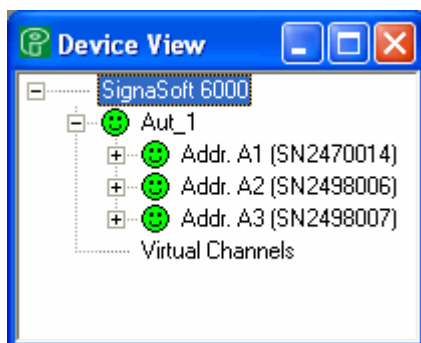 Device View
SignaSoft 6000
Aut_1
Addr. A1 (SN2470014)
Addr. A2 (SN2498006)
Addr. A3 (SN2498007)
Virtual Channels